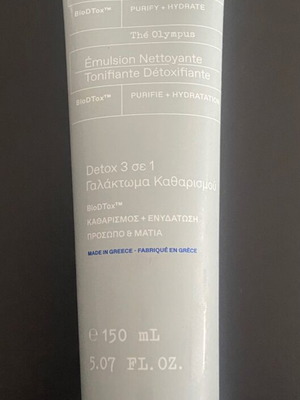 BioDTox™ PURIFY + HYDRATE
Thé Olympus
Émulsion Nettoyante
Tonifiante Détoxifiante
BioDTox™ PURIFIE + HYDRATATION
Detox 3 σε 1
Γαλάκτωμα Καθαρισμού
BioDTox™
ΚΑΘΑΡΙΣΜΟΣ + ΕΝΥΔΑΤΩΣΗ
ΠΡΟΣΩΠΟ & ΜΑΤΙΑ
MADE IN GREECE - FABRIQUÉ EN GRÈCE
℮150 mL
5.07 FL.OZ.